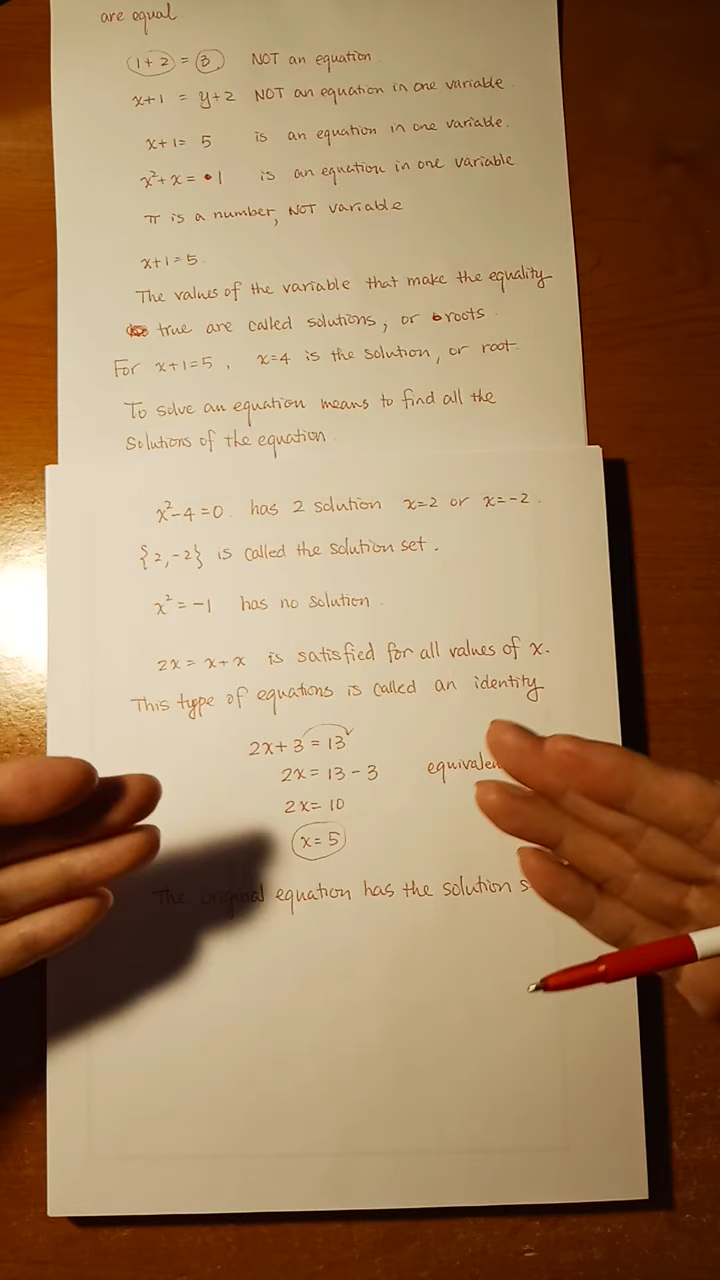 are equal
1+2 = 3 NOT an equation
x+1 = y+2 NOT an equation in one variable.
x+1= 5 is an equation in one variable.
x²+x = 1 is an equation in one variable
π is a number, NOT variable
x+1=5.
The values of the variable that make the equality
true are called solutions, or roots.
For x+1=5, x=4 is the solution, or root.
To solve an equation means to find all the
solutions of the equation.
x²-4=0. has 2 solution x=2 or x=-2.
{2,-2} is called the solution set.
x² = -1 has no solution.
2x = x+x is satisfied for all values of x.
This type of equations is called an identity
2x+3 = 13
2x = 13 - 3 equivalen
2x = 10
x = 5
The original equation has the solution s